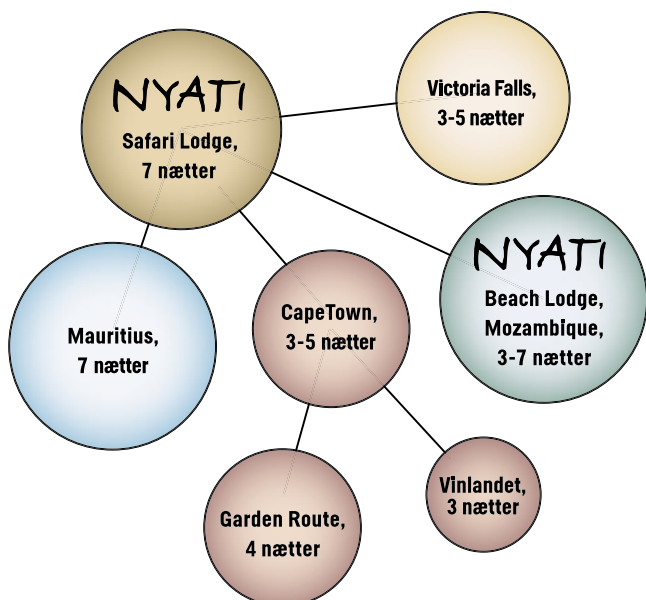 NYATI
Safari Lodge,
7 nætter
Victoria Falls,
3-5 nætter
NYATI
Beach Lodge,
Mozambique,
3-7 nætter
Mauritius,
7 nætter
CapeTown,
3-5 nætter
Garden Route,
4 nætter
Vinlandet,
3 nætter